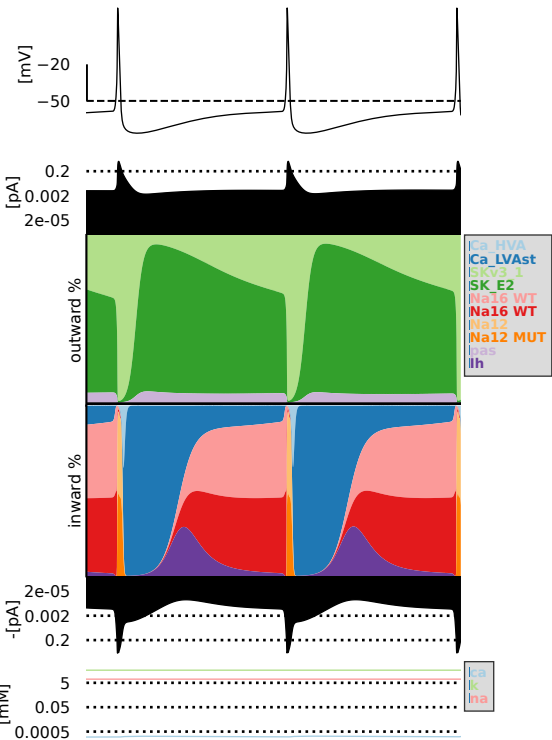 [mV]
−20
−50
[pA]
0.2
0.002
2e-05
outward %
Ca_HVA
Ca_LVAst
SKv3_1
SK_E2
Na16 WT
Na16 WT
Na12
Na12 MUT
pas
Ih
inward %
-[pA]
2e-05
0.002
0.2
[mM]
5
0.05
0.0005
ca
k
na